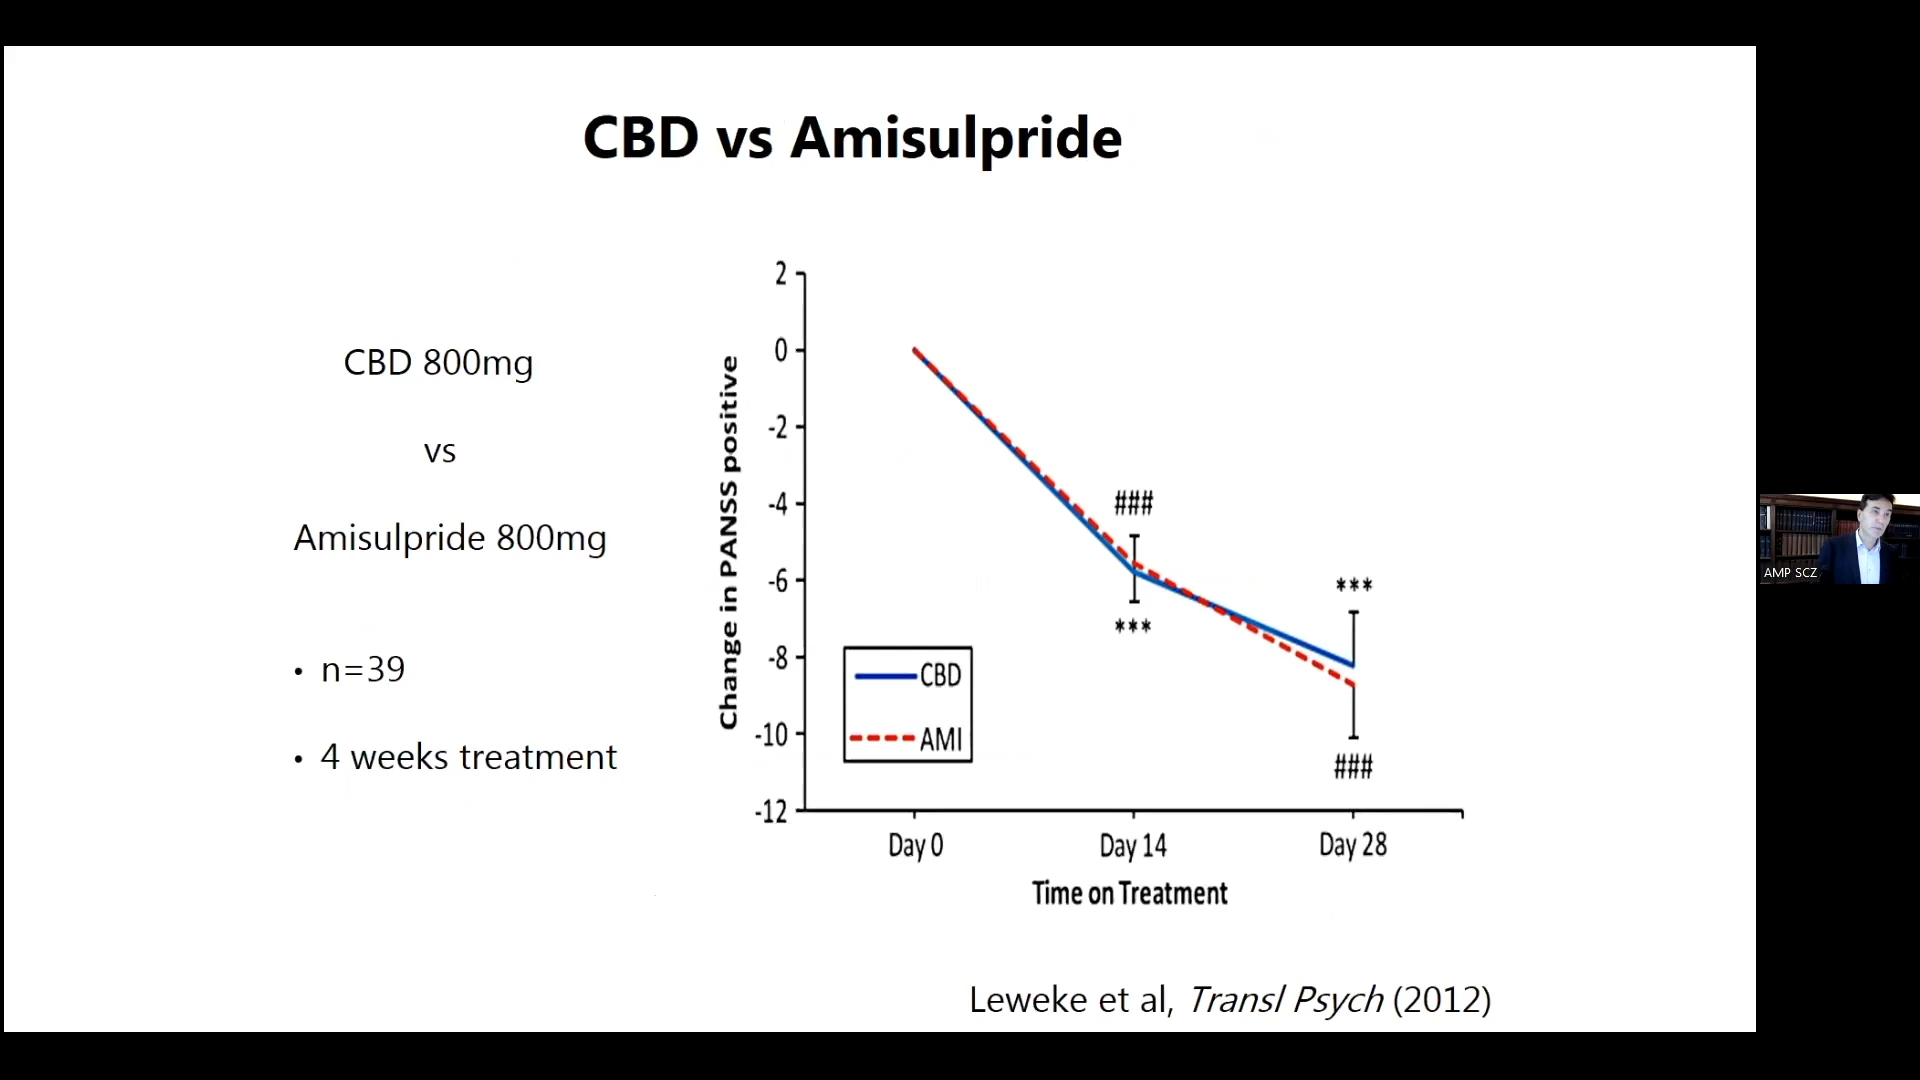 CBD vs Amisulpride
CBD 800mg
vs
Amisulpride 800mg
• n=39
• 4 weeks treatment
Change in PANSS positive
2
0
-2
-4
-6
-8
-10
-12
###
***
***
###
CBD
AMI
Day 0
Day 14
Day 28
Time on Treatment
Leweke et al, Transl Psych (2012)
AMP SCZ